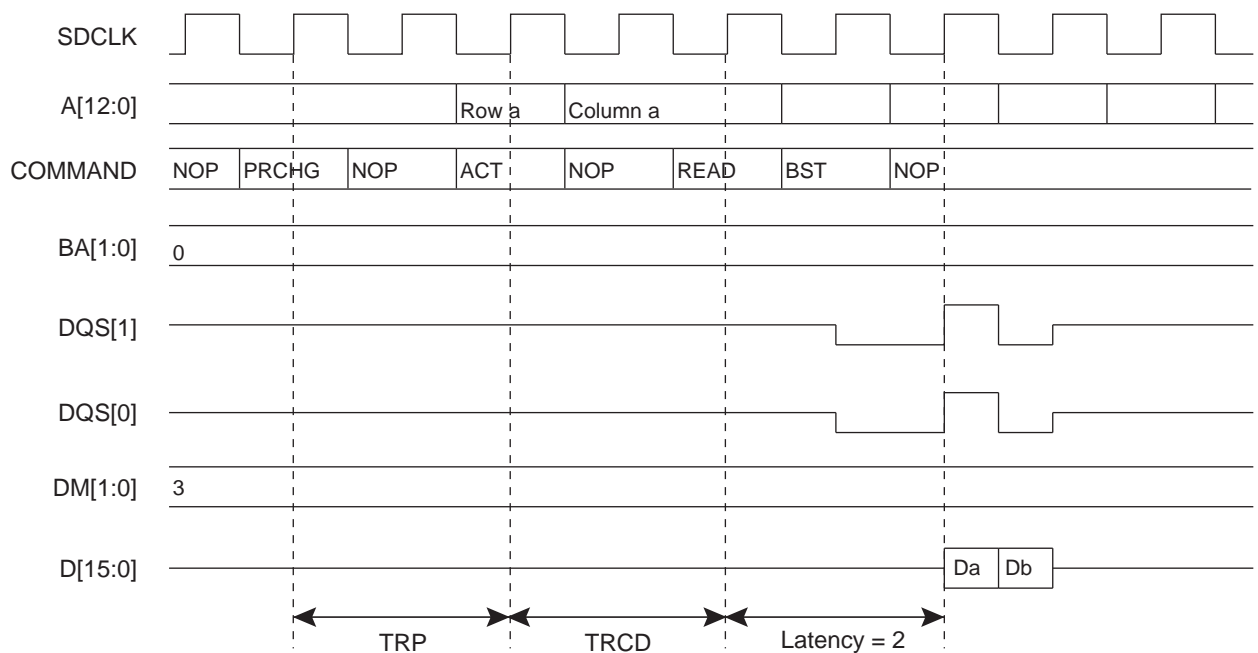 SDCLK
A[12:0] Row a Column a
COMMAND NOP PRCHG NOP ACT NOP READ BST NOP
BA[1:0] 0
DQS[1]
DQS[0]
DM[1:0] 3
D[15:0] Da Db
TRP TRCD Latency = 2